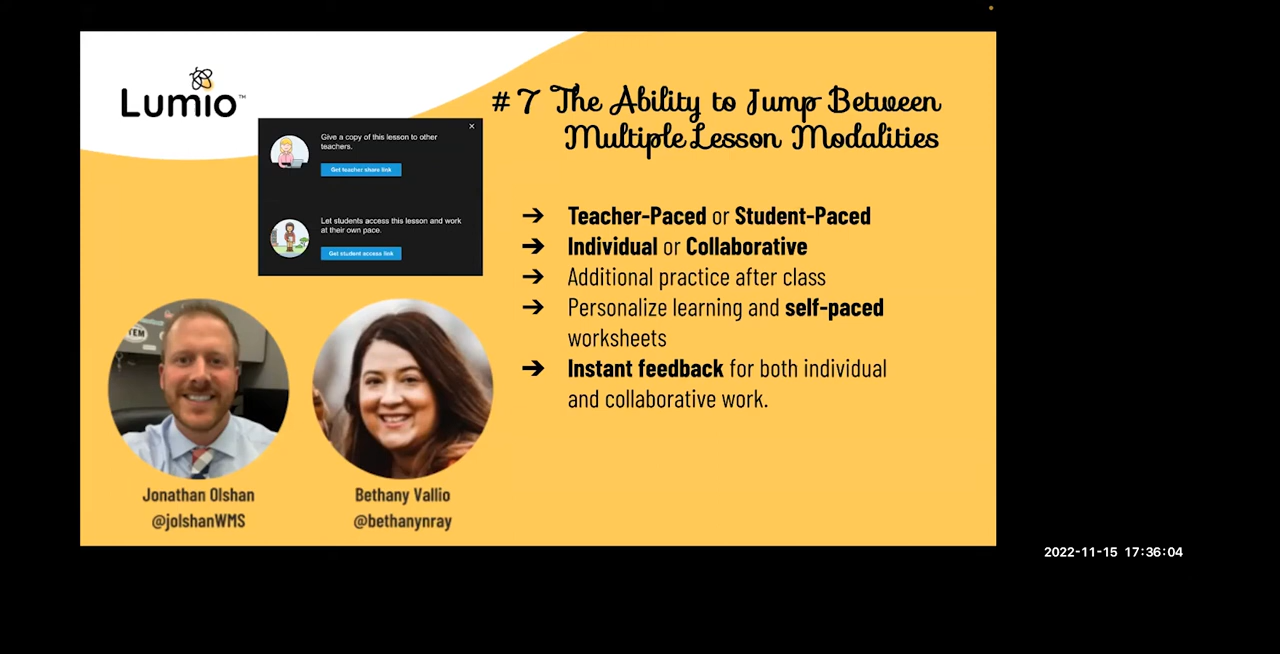 Lumio™
# 7 The Ability to Jump Between
Multiple Lesson Modalities
Give a copy of this lesson to other
teachers.
Get teacher share link
Let students access this lesson and work
at their own pace.
Get student access link
➔ Teacher-Paced or Student-Paced
➔ Individual or Collaborative
➔ Additional practice after class
➔ Personalize learning and self-paced
worksheets
➔ Instant feedback for both individual
and collaborative work.
TEM
Jonathan Olshan
@jolshanWMS
Bethany Vallio
@bethanynray
2022-11-15 17:36:04